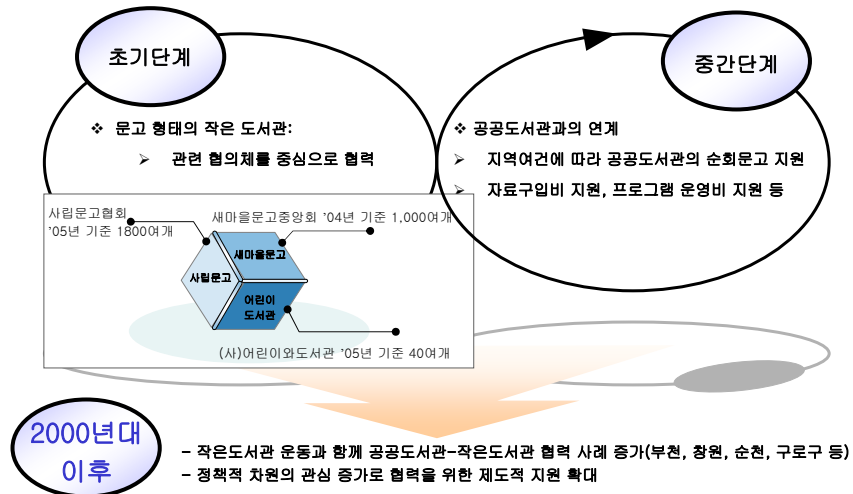 초기단계
❖ 문고 형태의 작은 도서관:
➢ 관련 협의체를 중심으로 협력
사립문고협회
'05년 기준 1800여개
새마을문고중앙회 '04년 기준 1,000여개
새마을문고
사립문고
어린이
도서관
(사)어린이와도서관 '05년 기준 40여개
중간단계
❖ 공공도서관과의 연계
➢ 지역여건에 따라 공공도서관의 순회문고 지원
➢ 자료구입비 지원, 프로그램 운영비 지원 등
2000년대
이후
- 작은도서관 운동과 함께 공공도서관-작은도서관 협력 사례 증가(부천, 창원, 순천, 구로구 등)
- 정책적 차원의 관심 증가로 협력을 위한 제도적 지원 확대